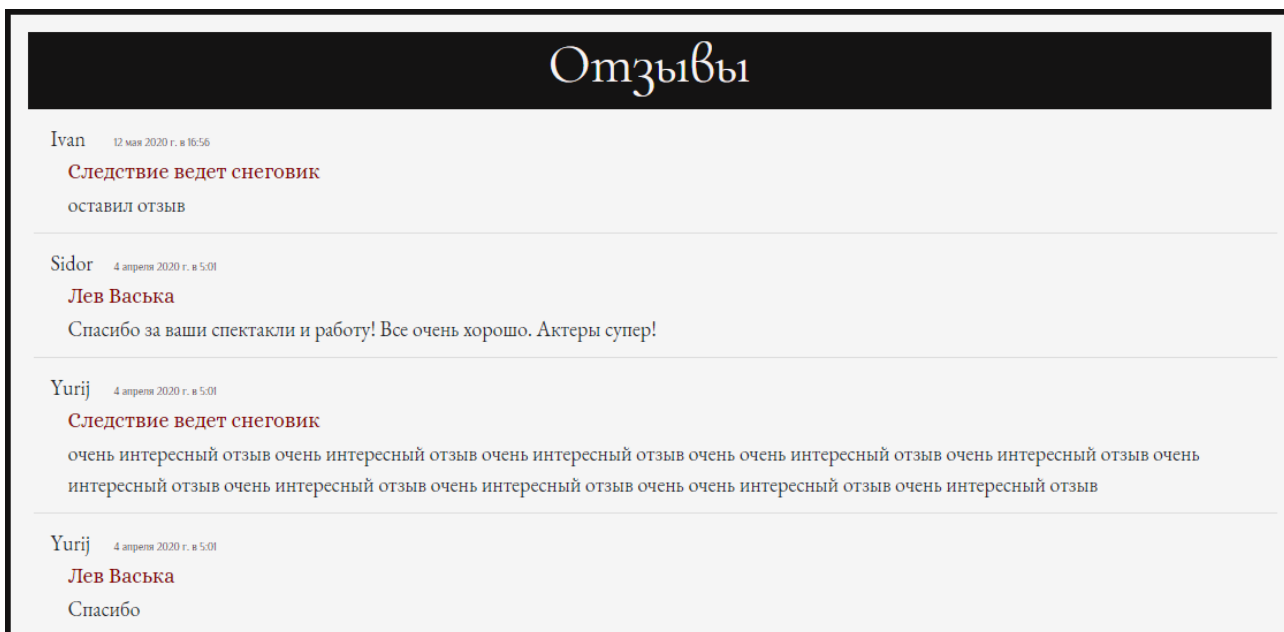 Отзывы
Ivan 12 мая 2020 г. в 16:56
Следствие ведет снеговик
оставил отзыв
Sidor 4 апреля 2020 г. в 5:01
Лев Васька
Спасибо за ваши спектакли и работу! Все очень хорошо. Актеры супер!
Yurij 4 апреля 2020 г. в 5:01
Следствие ведет снеговик
очень интересный отзыв очень интересный отзыв очень интересный отзыв очень очень интересный отзыв очень интересный отзыв очень
интересный отзыв очень интересный отзыв очень интересный отзыв очень очень интересный отзыв очень интересный отзыв
Yurij 4 апреля 2020 г. в 5:01
Лев Васька
Спасибо